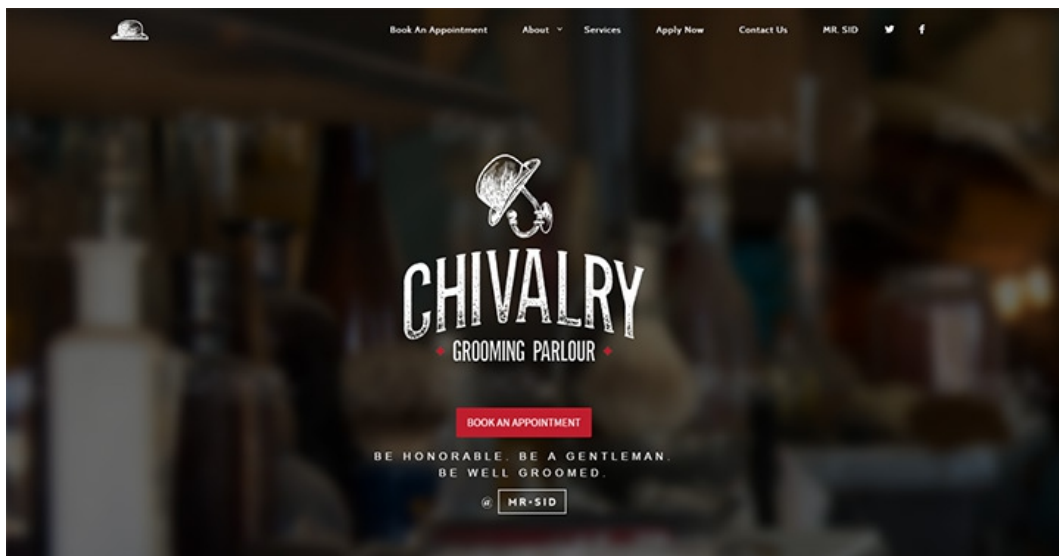 Book An Appointment About Services Apply Now Contact Us MR. SID
CHIVALRY
GROOMING PARLOUR
BOOK AN APPOINTMENT
BE HONORABLE. BE A GENTLEMAN.
BE WELL GROOMED.
@ MR•SID